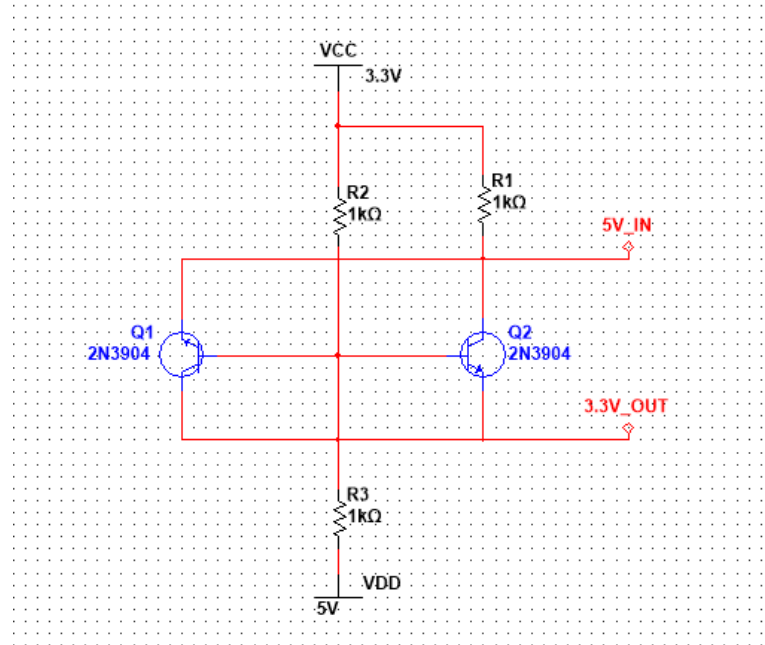 VCC
3.3V
R2
1kΩ
R1
1kΩ
5V_IN
Q1
2N3904
Q2
2N3904
3.3V_OUT
R3
1kΩ
VDD
5V